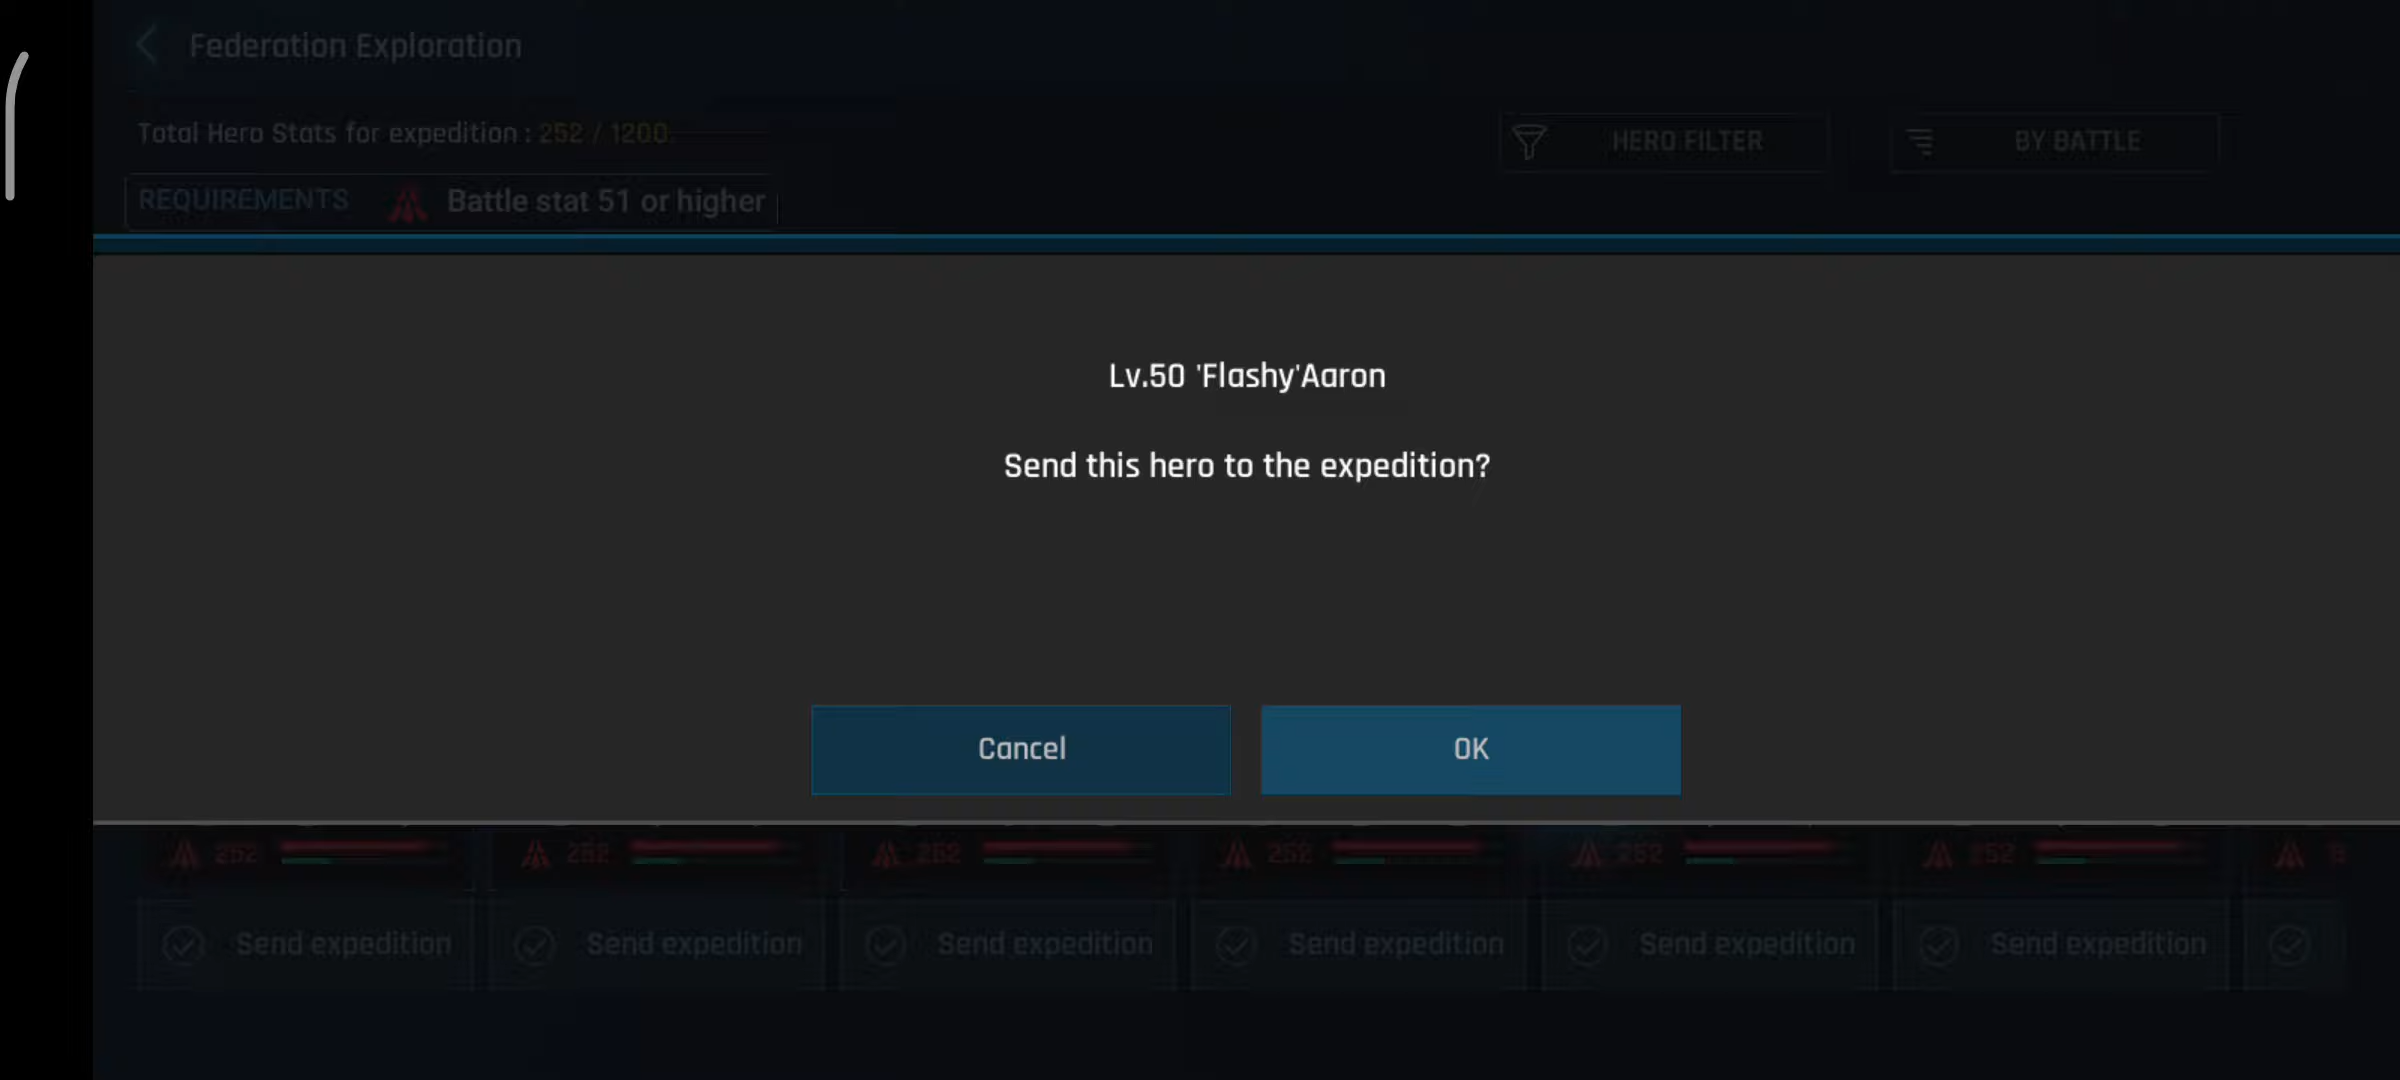 Federation Exploration
Total Hero Stats for expedition : 252 / 1200
HERO FILTER
BY BATTLE
REQUIREMENTS Battle stat 51 or higher
Lv.50 'Flashy'Aaron
Send this hero to the expedition?
Cancel OK
252 252 252 252 252 252
Send expedition Send expedition Send expedition Send expedition Send expedition Send expedition